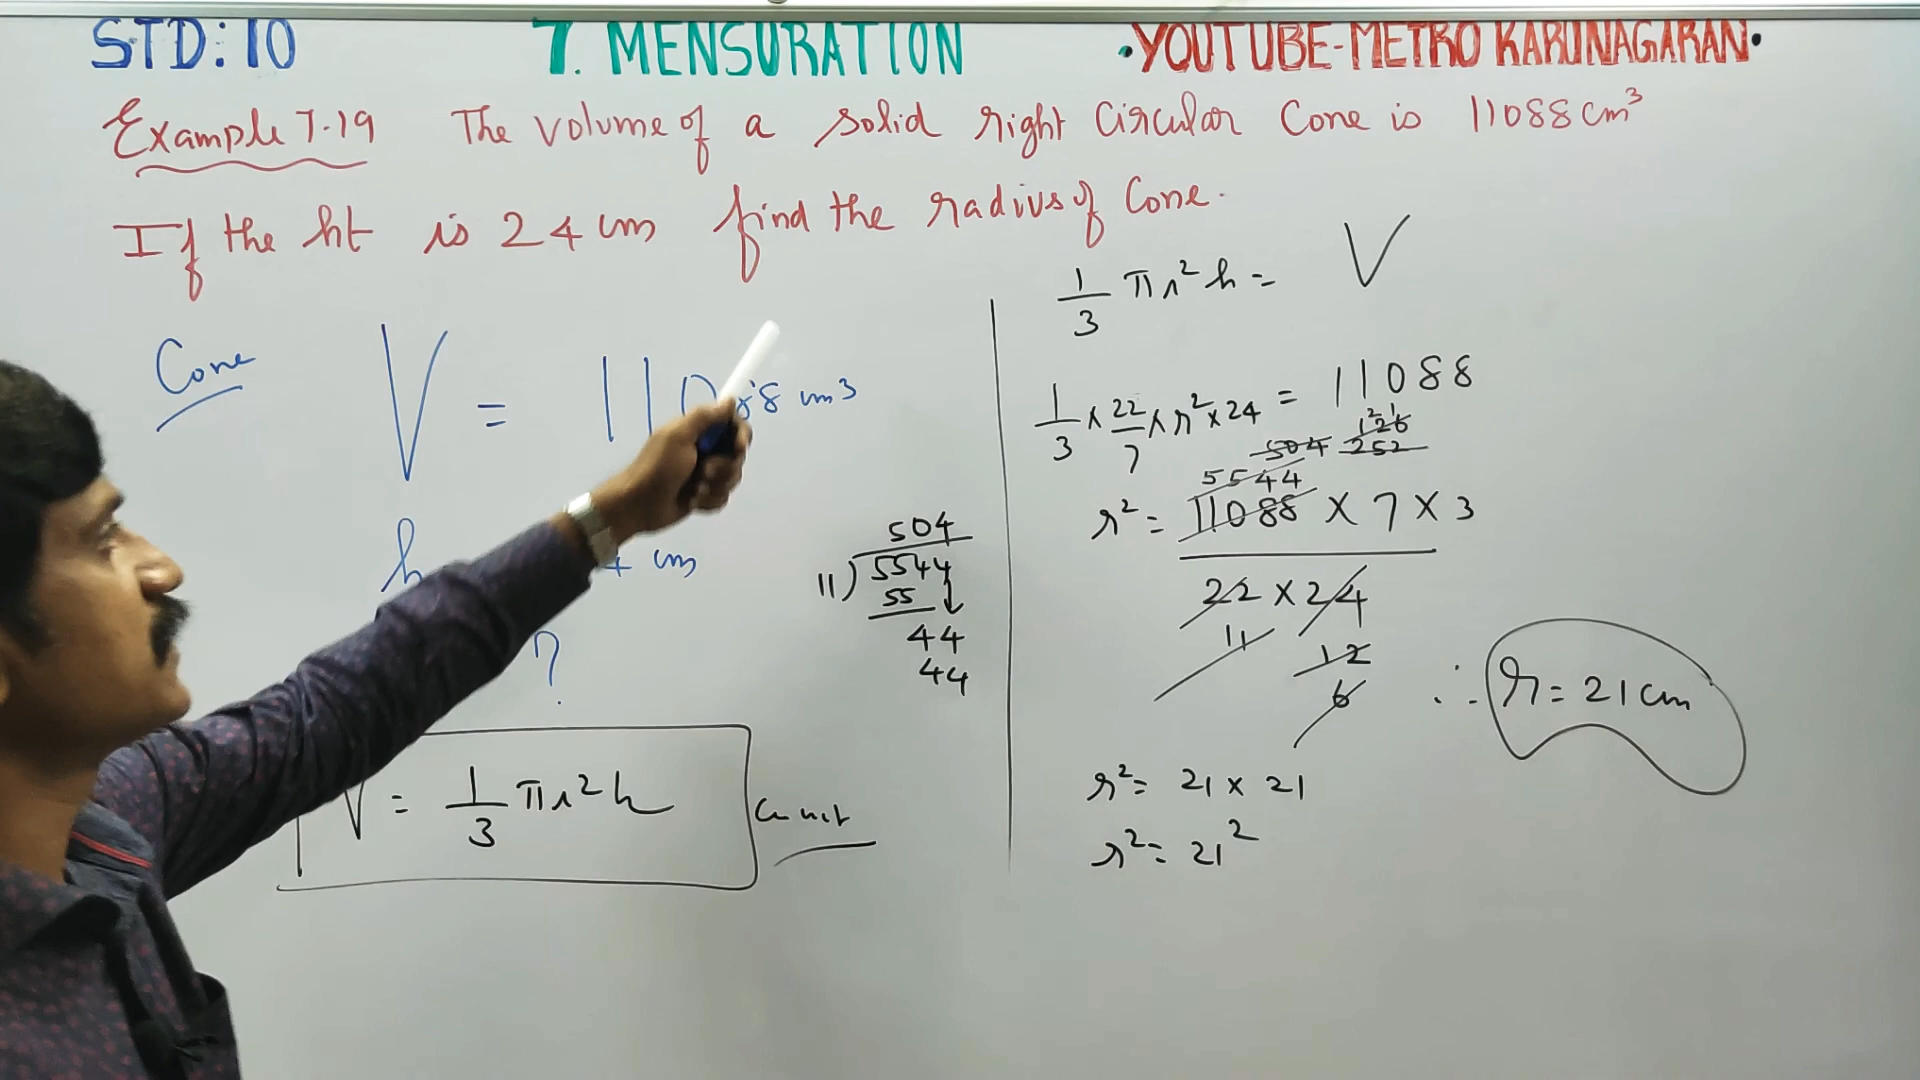 STD: 10 7. MENSURATION •YOUTUBE-METRO KARUNAGARAN•
Example 7.19 The volume of a solid right circular Cone is 11088 cm³
If the ht is 24 cm find the radius of Cone.
Cone V = 11088 cm³
h 4 cm
?
V = 1/3 πr²h
504
11) 5544
55
44
44
1/3 πr²h = V
1/3 × 22/7 × r² × 24 = 11088
126
504 252
5544
r² = 11088 × 7 × 3
22 × 24
11 12
6
r² = 21 × 21
r² = 21²
∴ r = 21 cm